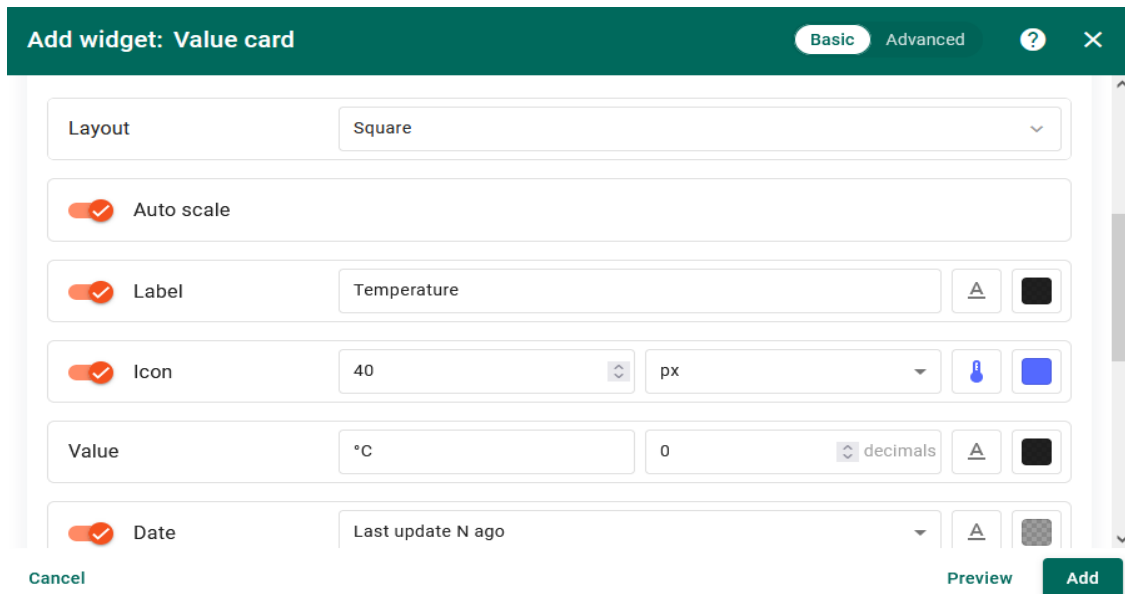 Add widget: Value card Basic Advanced ?
Layout Square
Auto scale
Label Temperature A
Icon 40 px
Value °C 0 decimals A
Date Last update N ago A
Cancel Preview Add